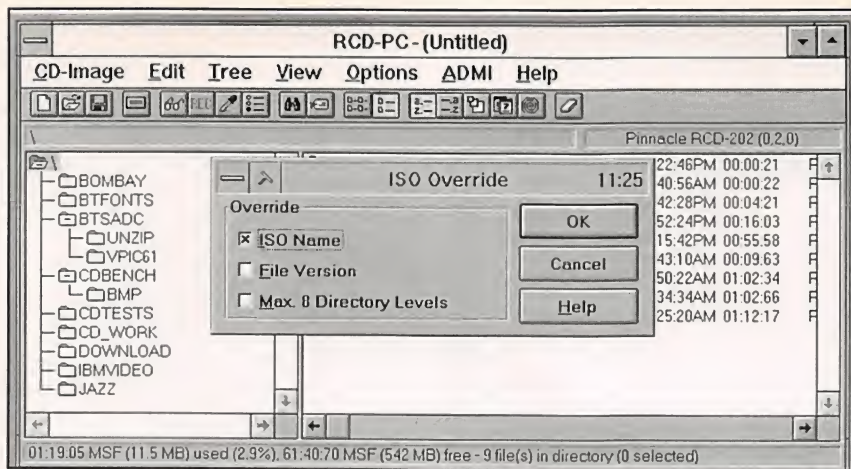 RCD-PC - (Untitled)
CD-Image Edit Tree View Options ADMI Help
\ Pinnacle RCD-202 (0,2,0)
\
BOMBAY
BTFONTS
BTSADC
UNZIP
VPIC61
CDBENCH
BMP
CDTESTS
CD_WORK
DOWNLOAD
IBMVIDEO
JAZZ
ISO Override 11:25
Override
ISO Name
File Version
Max. 8 Directory Levels
OK
Cancel
Help
22:46PM 00:00:21
40:56AM 00:00:22
42:28PM 00:04:21
52:24PM 00:16:03
15:42PM 00:55:58
43:10AM 00:09:63
50:22AM 01:02:34
34:34AM 01:02:66
25:20AM 01:12:17
01:19:05 MSF (11.5 MB) used (2.9%), 61:40:70 MSF (542 MB) free - 9 file(s) in directory (0 selected)